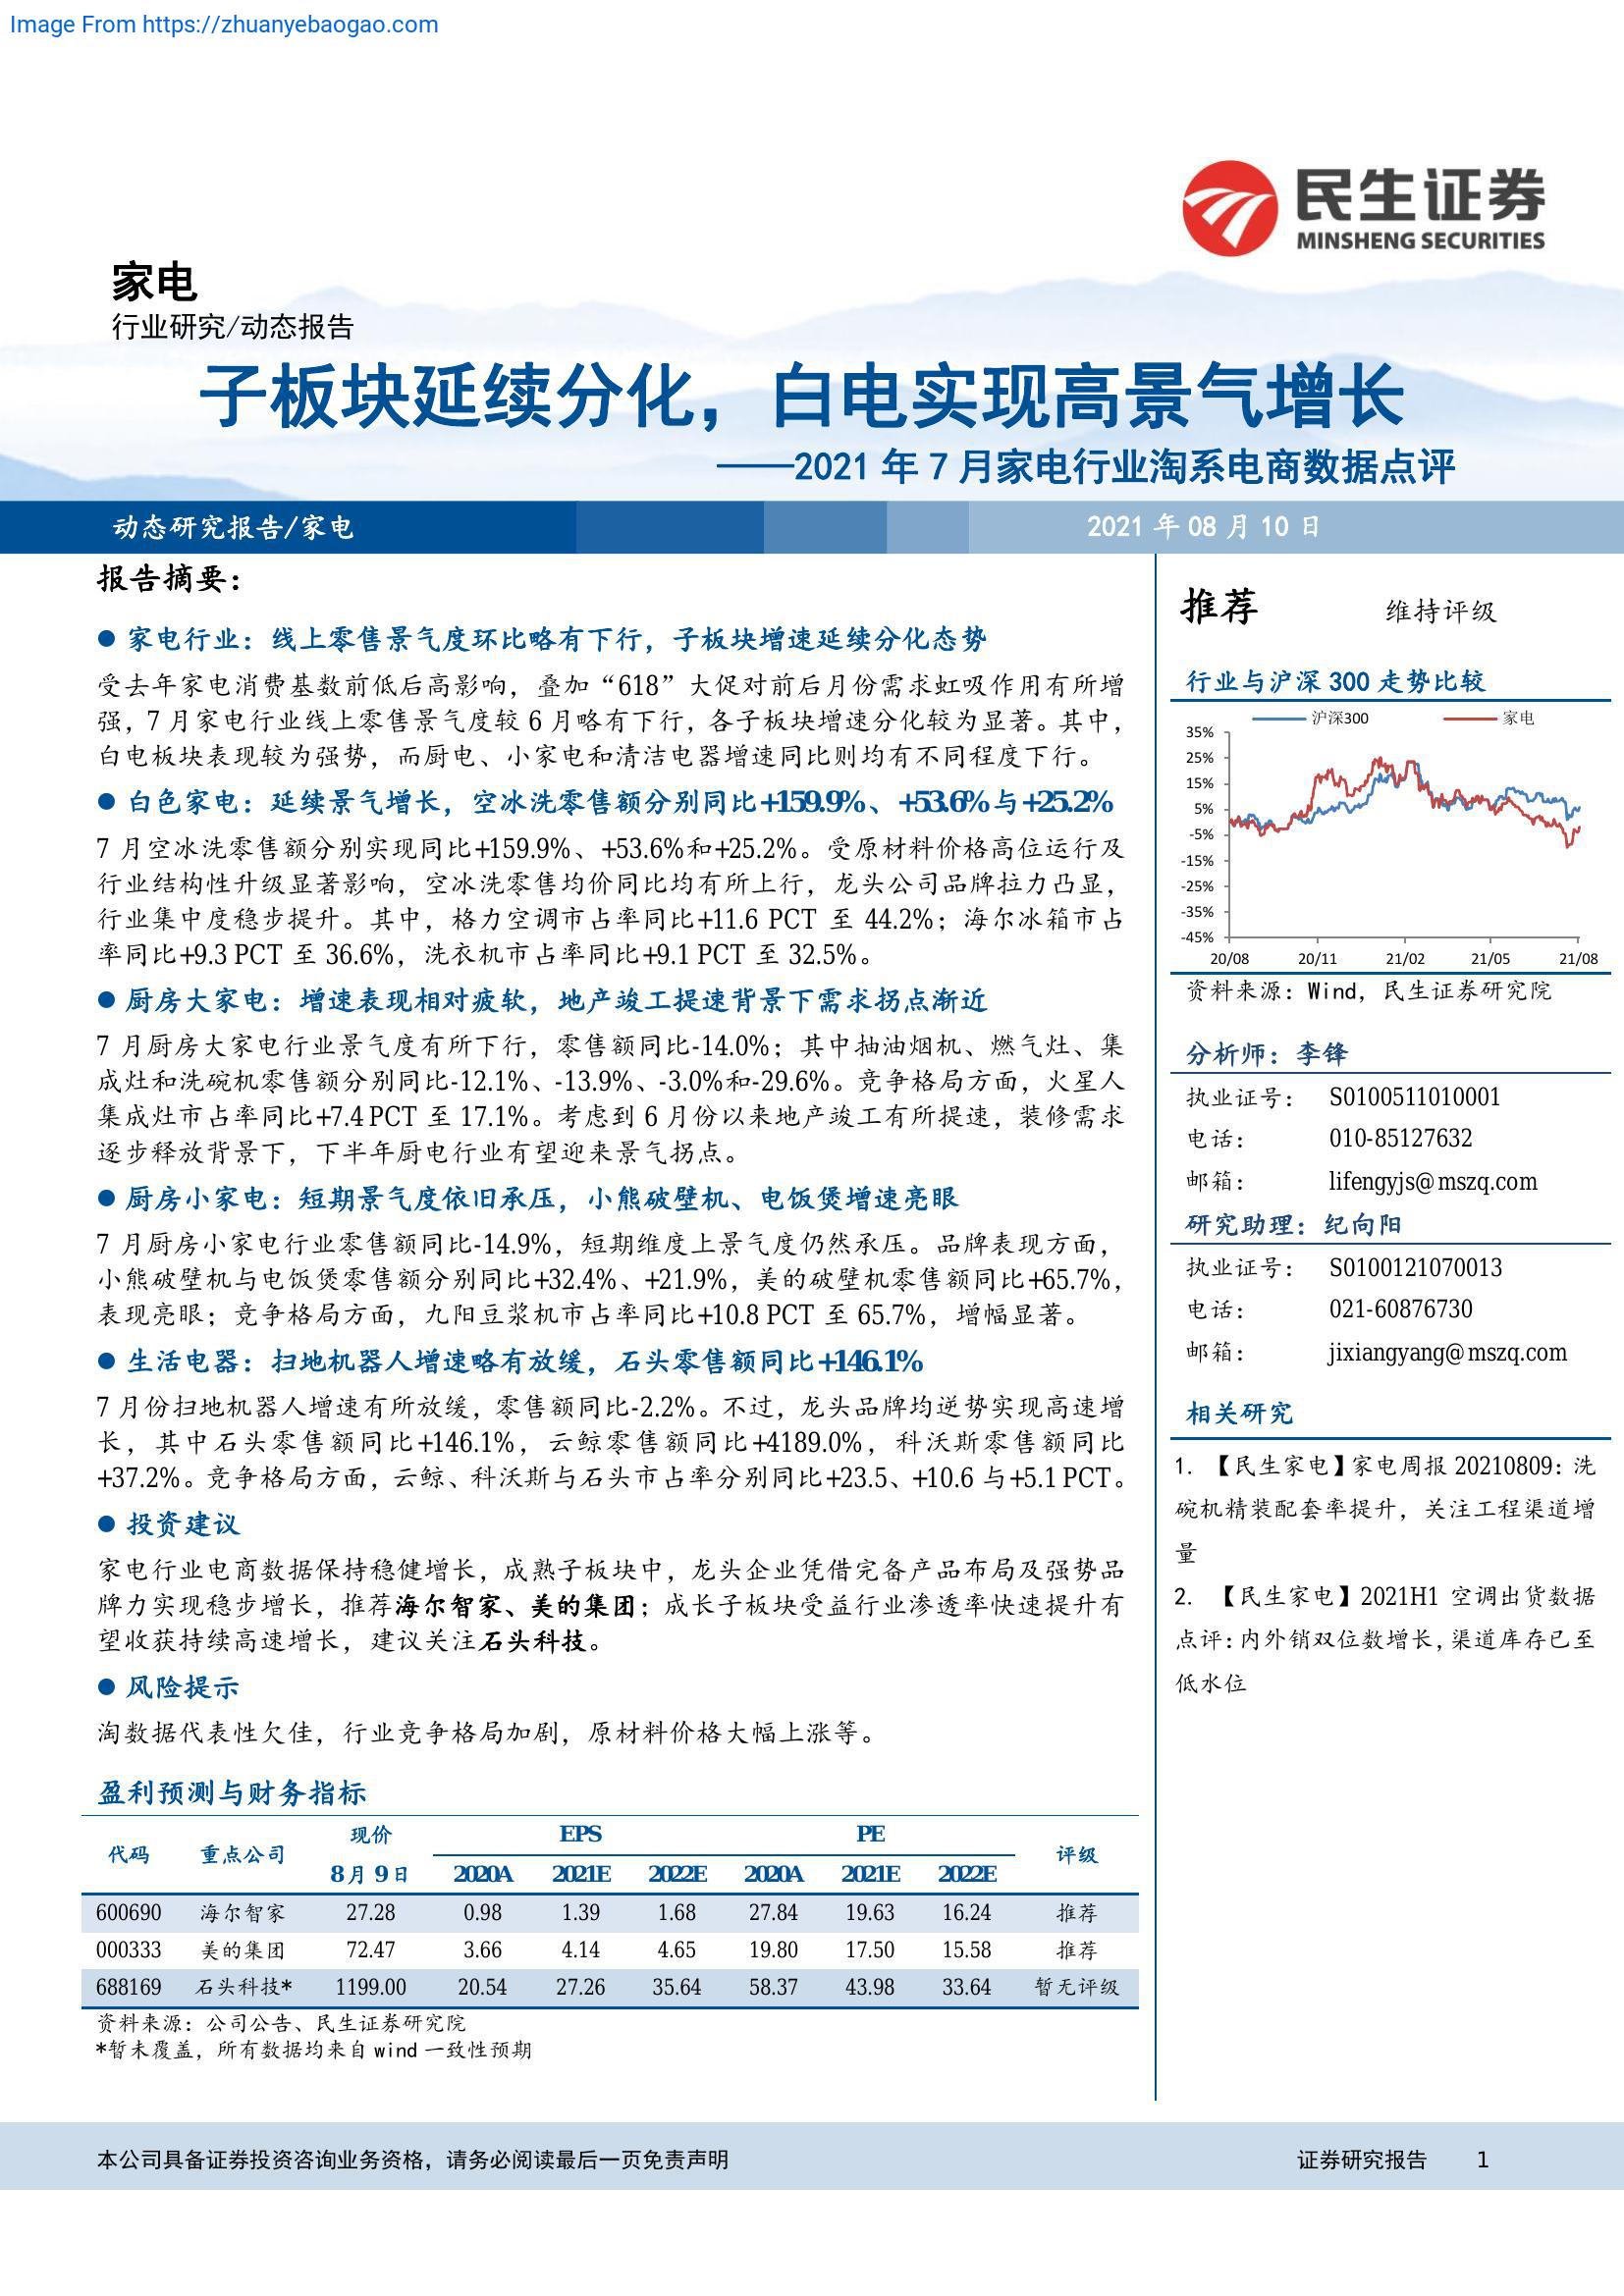 Image From https://zhuanyebaogao.com
民生证券
MINSHENG SECURITIES
家电
行业研究/动态报告
子板块延续分化，白电实现高景气增长
——2021 年 7 月家电行业淘系电商数据点评
动态研究报告/家电
2021 年 08 月 10 日
报告摘要：
● 家电行业：线上零售景气度环比略有下行，子板块增速延续分化态势
受去年家电消费基数前低后高影响，叠加“618”大促对前后月份需求虹吸作用有所增
强，7 月家电行业线上零售景气度较 6 月略有下行，各子板块增速分化较为显著。其中，
白电板块表现较为强势，而厨电、小家电和清洁电器增速同比则均有不同程度下行。
● 白色家电：延续景气增长，空冰洗零售额分别同比+159.9%、+53.6%与+25.2%
7 月空冰洗零售额分别实现同比+159.9%、+53.6%和+25.2%。受原材料价格高位运行及
行业结构性升级显著影响，空冰洗零售均价同比均有所上行，龙头公司品牌拉力凸显，
行业集中度稳步提升。其中，格力空调市占率同比+11.6 PCT 至 44.2%；海尔冰箱市占
率同比+9.3 PCT 至 36.6%，洗衣机市占率同比+9.1 PCT 至 32.5%。
● 厨房大家电：增速表现相对疲软，地产竣工提速背景下需求拐点渐近
7 月厨房大家电行业景气度有所下行，零售额同比-14.0%；其中抽油烟机、燃气灶、集
成灶和洗碗机零售额分别同比-12.1%、-13.9%、-3.0%和-29.6%。竞争格局方面，火星人
集成灶市占率同比+7.4 PCT 至 17.1%。考虑到 6 月份以来地产竣工有所提速，装修需求
逐步释放背景下，下半年厨电行业有望迎来景气拐点。
● 厨房小家电：短期景气度依旧承压，小熊破壁机、电饭煲增速亮眼
7 月厨房小家电行业零售额同比-14.9%，短期维度上景气度仍然承压。品牌表现方面，
小熊破壁机与电饭煲零售额分别同比+32.4%、+21.9%，美的破壁机零售额同比+65.7%，
表现亮眼；竞争格局方面，九阳豆浆机市占率同比+10.8 PCT 至 65.7%，增幅显著。
● 生活电器：扫地机器人增速略有放缓，石头零售额同比+146.1%
7 月份扫地机器人增速有所放缓，零售额同比-2.2%。不过，龙头品牌均逆势实现高速增
长，其中石头零售额同比+146.1%，云鲸零售额同比+4189.0%，科沃斯零售额同比
+37.2%。竞争格局方面，云鲸、科沃斯与石头市占率分别同比+23.5、+10.6 与+5.1 PCT。
● 投资建议
家电行业电商数据保持稳健增长，成熟子板块中，龙头企业凭借完备产品布局及强势品
牌力实现稳步增长，推荐海尔智家、美的集团；成长子板块受益行业渗透率快速提升有
望收获持续高速增长，建议关注石头科技。
● 风险提示
淘数据代表性欠佳，行业竞争格局加剧，原材料价格大幅上涨等。
盈利预测与财务指标
代码 重点公司 现价 EPS PE 评级
8 月 9 日 2020A 2021E 2022E 2020A 2021E 2022E
600690 海尔智家 27.28 0.98 1.39 1.68 27.84 19.63 16.24 推荐
000333 美的集团 72.47 3.66 4.14 4.65 19.80 17.50 15.58 推荐
688169 石头科技* 1199.00 20.54 27.26 35.64 58.37 43.98 33.64 暂无评级
资料来源：公司公告、民生证券研究院
*暂未覆盖，所有数据均来自 wind 一致性预期
推荐 维持评级
行业与沪深 300 走势比较
沪深300 家电
35%
25%
15%
5%
-5%
-15%
-25%
-35%
-45%
20/08 20/11 21/02 21/05 21/08
资料来源：Wind，民生证券研究院
分析师：李锋
执业证号： S0100511010001
电话： 010-85127632
邮箱： lifengyjs@mszq.com
研究助理：纪向阳
执业证号： S0100121070013
电话： 021-60876730
邮箱： jixiangyang@mszq.com
相关研究
1. 【民生家电】家电周报 20210809：洗
碗机精装配套率提升，关注工程渠道增
量
2. 【民生家电】2021H1 空调出货数据
点评：内外销双位数增长，渠道库存已至
低水位
本公司具备证券投资咨询业务资格，请务必阅读最后一页免责声明
证券研究报告 1